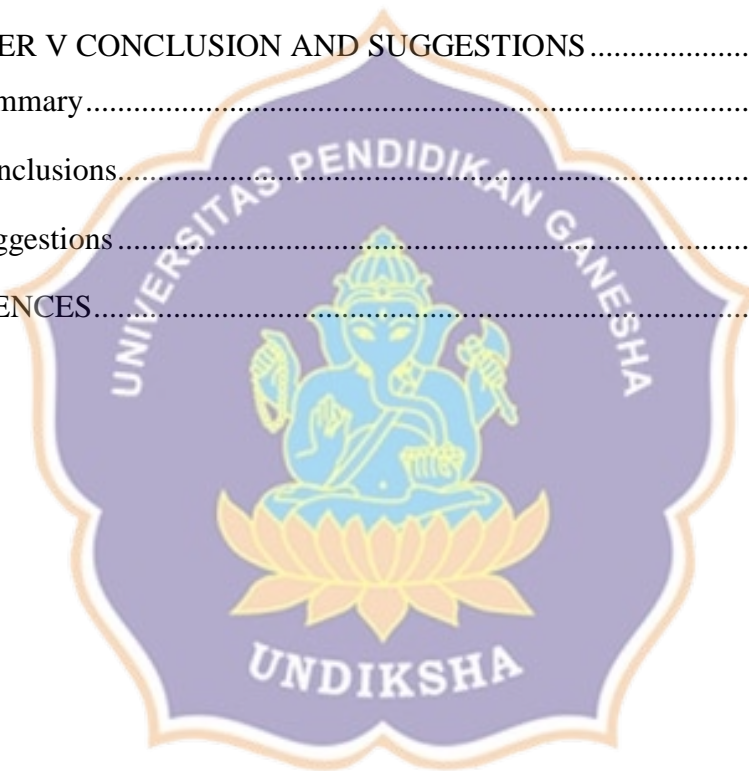 ER V CONCLUSION AND SUGGESTIONS ........................
mmary..........................................................................................
nclusions......................................................................................
ggestions......................................................................................
ENCES.........................................................................................
UNIVERSITAS PENDIDIKAN GANESHA
UNDIKSHA